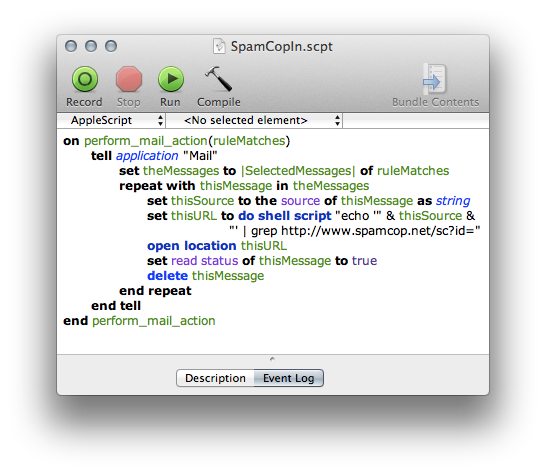 SpamCopIn.scpt
Record Stop Run Compile Bundle Contents
AppleScript <No selected element>
on perform_mail_action(ruleMatches)
tell application "Mail"
set theMessages to |SelectedMessages| of ruleMatches
repeat with thisMessage in theMessages
set thisSource to the source of thisMessage as string
set thisURL to do shell script "echo '" & thisSource &
"' | grep http://www.spamcop.net/sc?id="
open location thisURL
set read status of thisMessage to true
delete thisMessage
end repeat
end tell
end perform_mail_action
Description Event Log